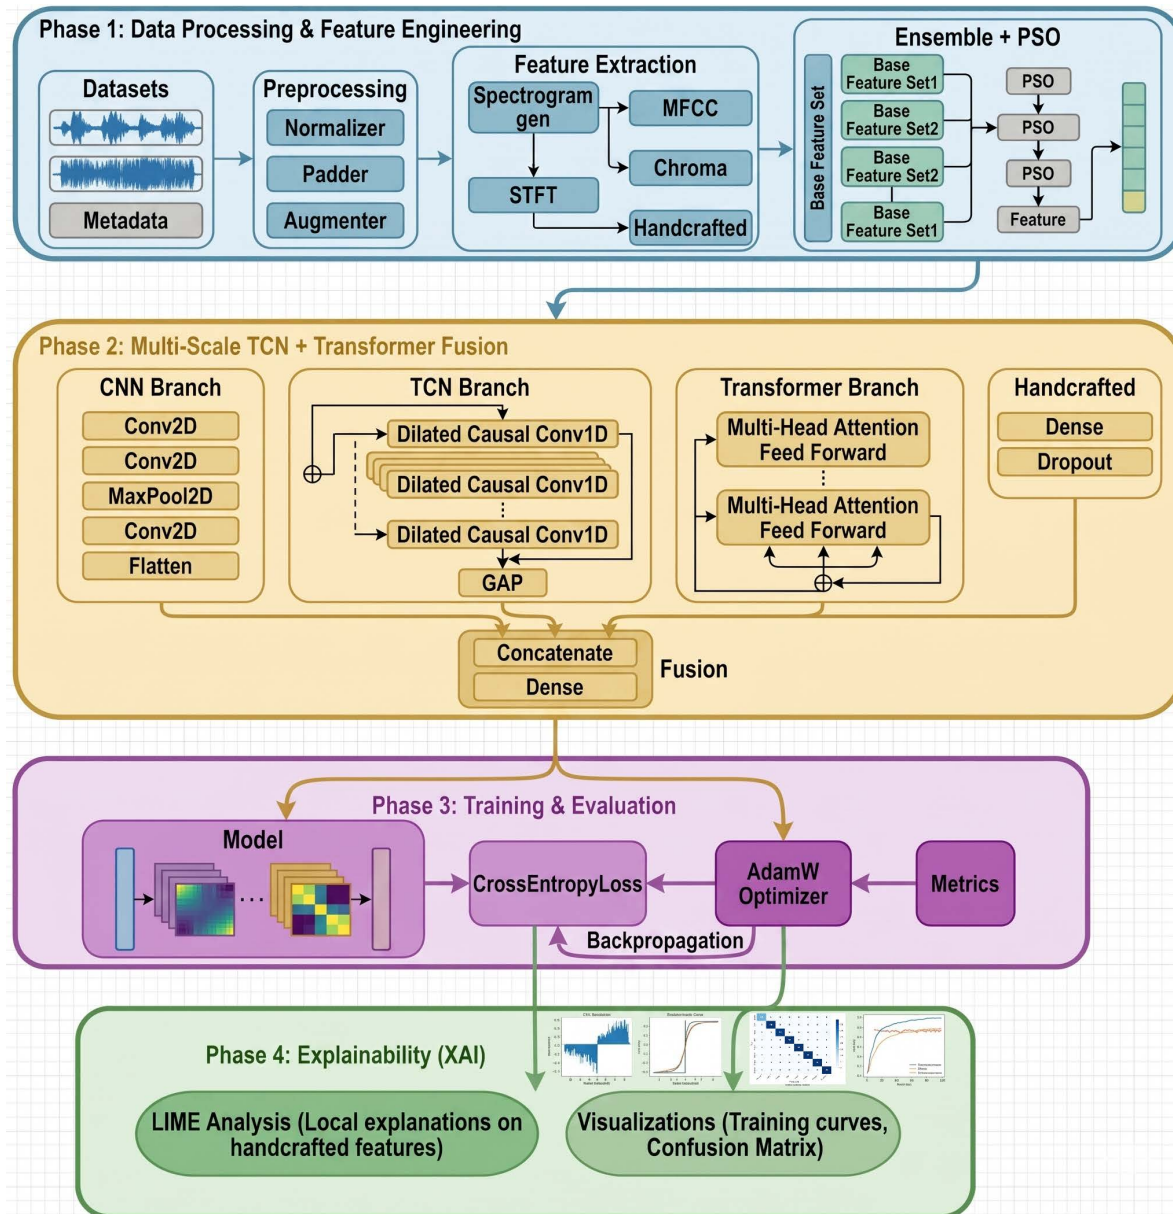 Phase 1: Data Processing & Feature Engineering
Datasets
Metadata
Preprocessing
Normalizer
Padder
Augmenter
Feature Extraction
Spectrogram
gen
MFCC
Chroma
STFT
Handcrafted
Ensemble + PSO
Base Feature Set
Base
Feature Set1
Base
Feature Set2
Base
Feature Set2
Base
Feature Set1
PSO
PSO
PSO
Feature
Phase 2: Multi-Scale TCN + Transformer Fusion
CNN Branch
Conv2D
Conv2D
MaxPool2D
Conv2D
Flatten
TCN Branch
Dilated Causal Conv1D
Dilated Causal Conv1D
Dilated Causal Conv1D
GAP
Transformer Branch
Multi-Head Attention
Feed Forward
Multi-Head Attention
Feed Forward
Handcrafted
Dense
Dropout
Concatenate
Dense
Fusion
Phase 3: Training & Evaluation
Model
CrossEntropyLoss
AdamW
Optimizer
Metrics
Backpropagation
Phase 4: Explainability (XAI)
LIME Analysis (Local explanations on
handcrafted features)
Visualizations (Training curves,
Confusion Matrix)